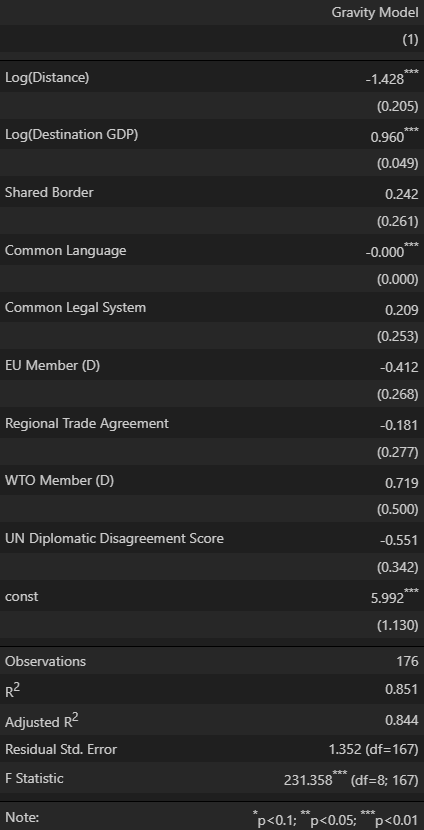 Gravity Model
(1)
Log(Distance) -1.428***
(0.205)
Log(Destination GDP) 0.960***
(0.049)
Shared Border 0.242
(0.261)
Common Language -0.000***
(0.000)
Common Legal System 0.209
(0.253)
EU Member (D) -0.412
(0.268)
Regional Trade Agreement -0.181
(0.277)
WTO Member (D) 0.719
(0.500)
UN Diplomatic Disagreement Score -0.551
(0.342)
const 5.992***
(1.130)
Observations 176
R2 0.851
Adjusted R2 0.844
Residual Std. Error 1.352 (df=167)
F Statistic 231.358*** (df=8; 167)
Note: *p<0.1; **p<0.05; ***p<0.01